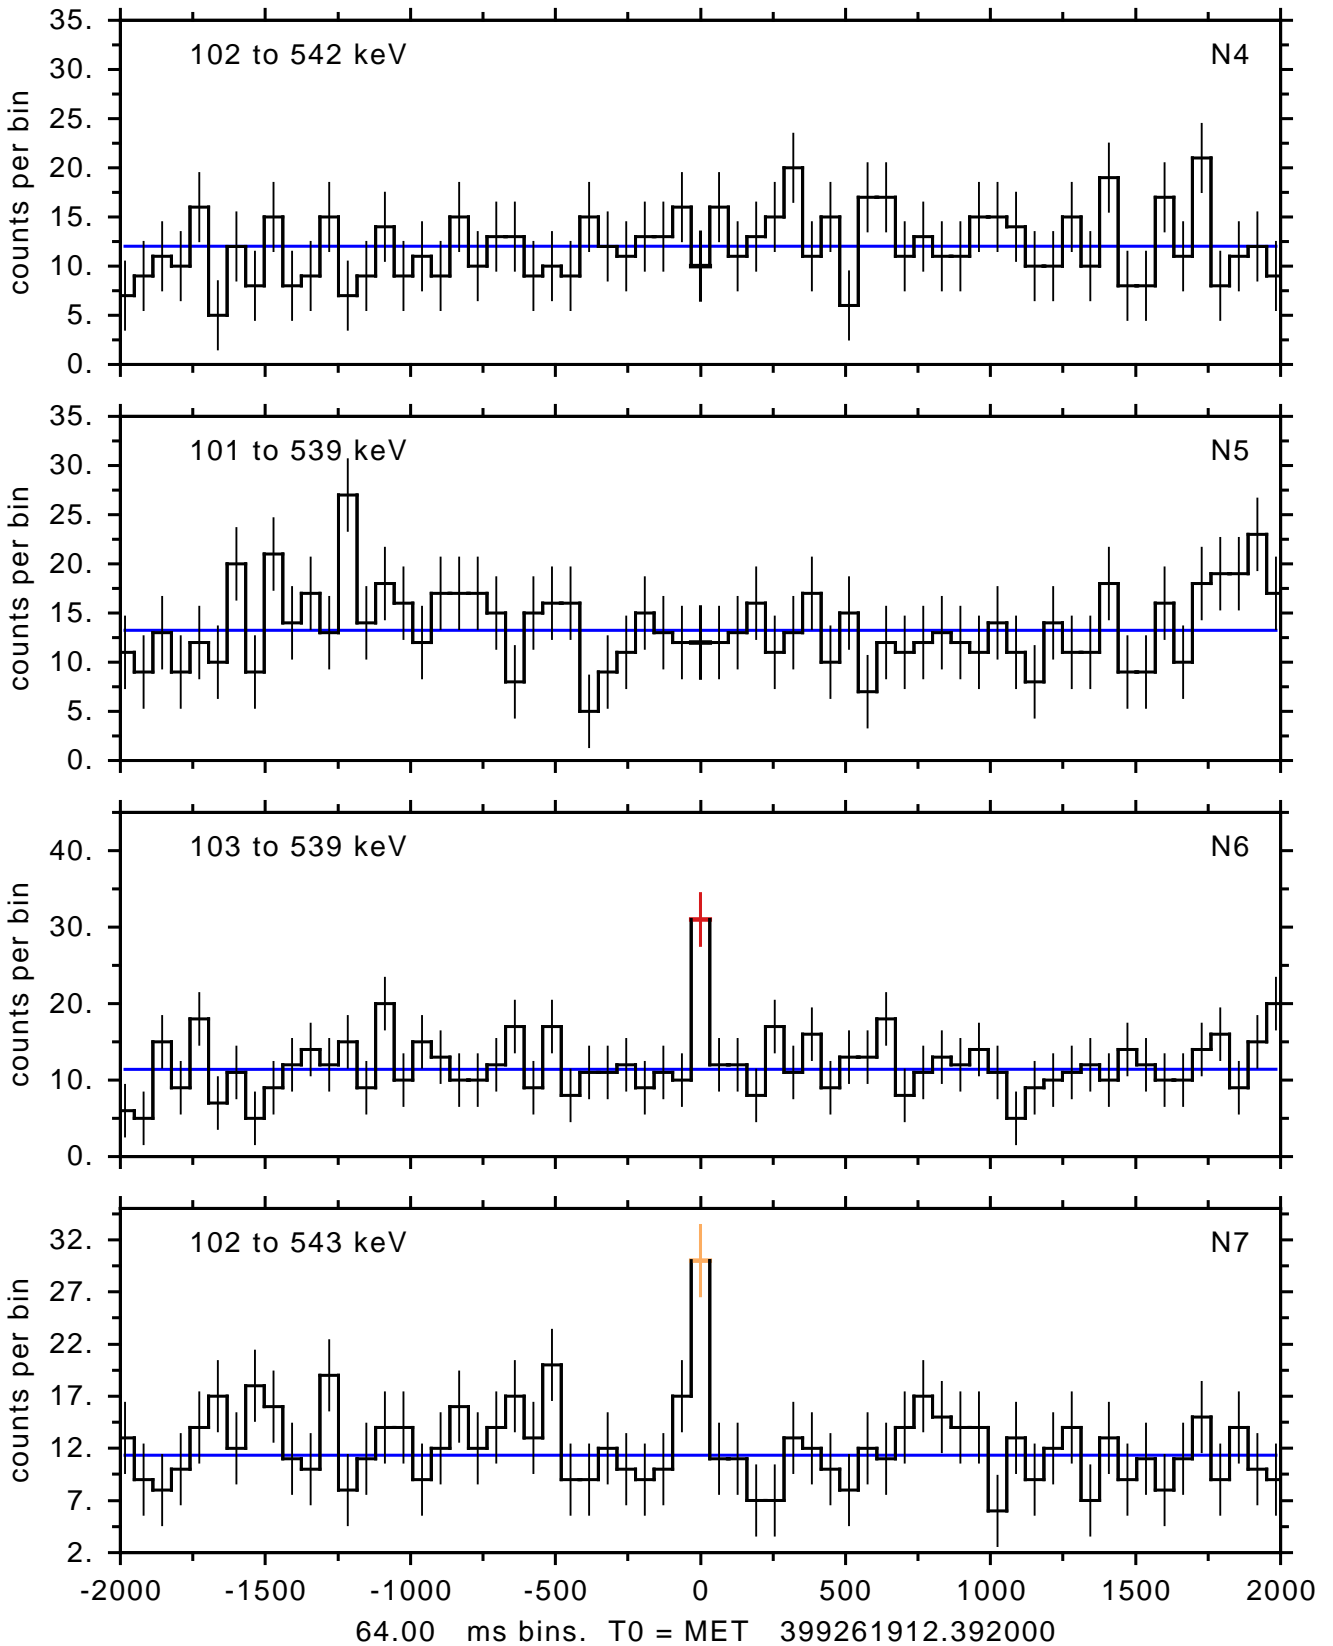 35.
30.
25.
20.
15.
10.
5.
0.
counts per bin
102 to 542 keV
N4
35.
30.
25.
20.
15.
10.
5.
0.
counts per bin
101 to 539 keV
N5
40.
30.
20.
10.
0.
counts per bin
103 to 539 keV
N6
32.
27.
22.
17.
12.
7.
2.
counts per bin
102 to 543 keV
N7
-2000 -1500 -1000 -500 0 500 1000 1500 2000
64.00 ms bins. T0 = MET 399261912.392000